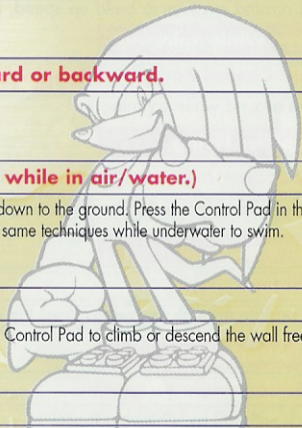 ard or backward.
while in air/water.)
down to the ground. Press the Control Pad in th
same techniques while underwater to swim.
Control Pad to climb or descend the wall free